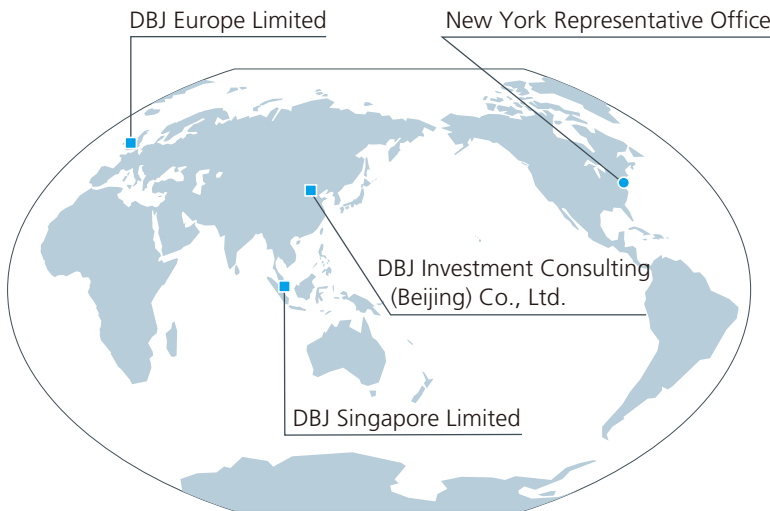 DBJ Europe Limited
New York Representative Office
DBJ Investment Consulting
(Beijing) Co., Ltd.
DBJ Singapore Limited